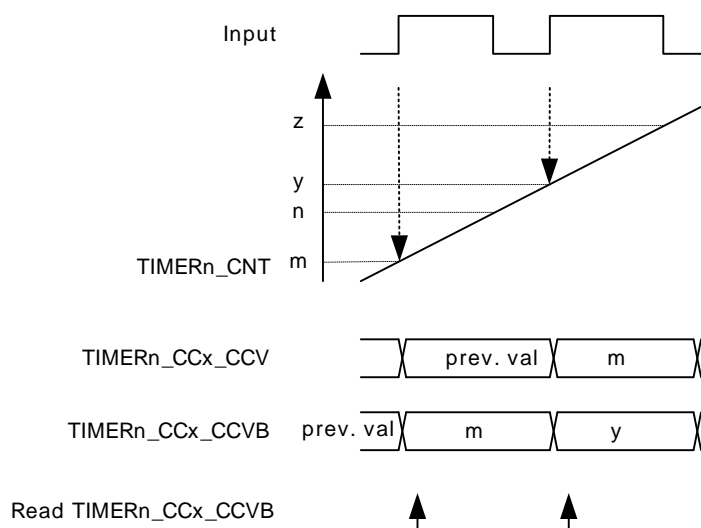 Input
z
y
n
TIMERn_CNT m
TIMERn_CCx_CCV prev. val m
TIMERn_CCx_CCVB prev. val m y
Read TIMERn_CCx_CCVB